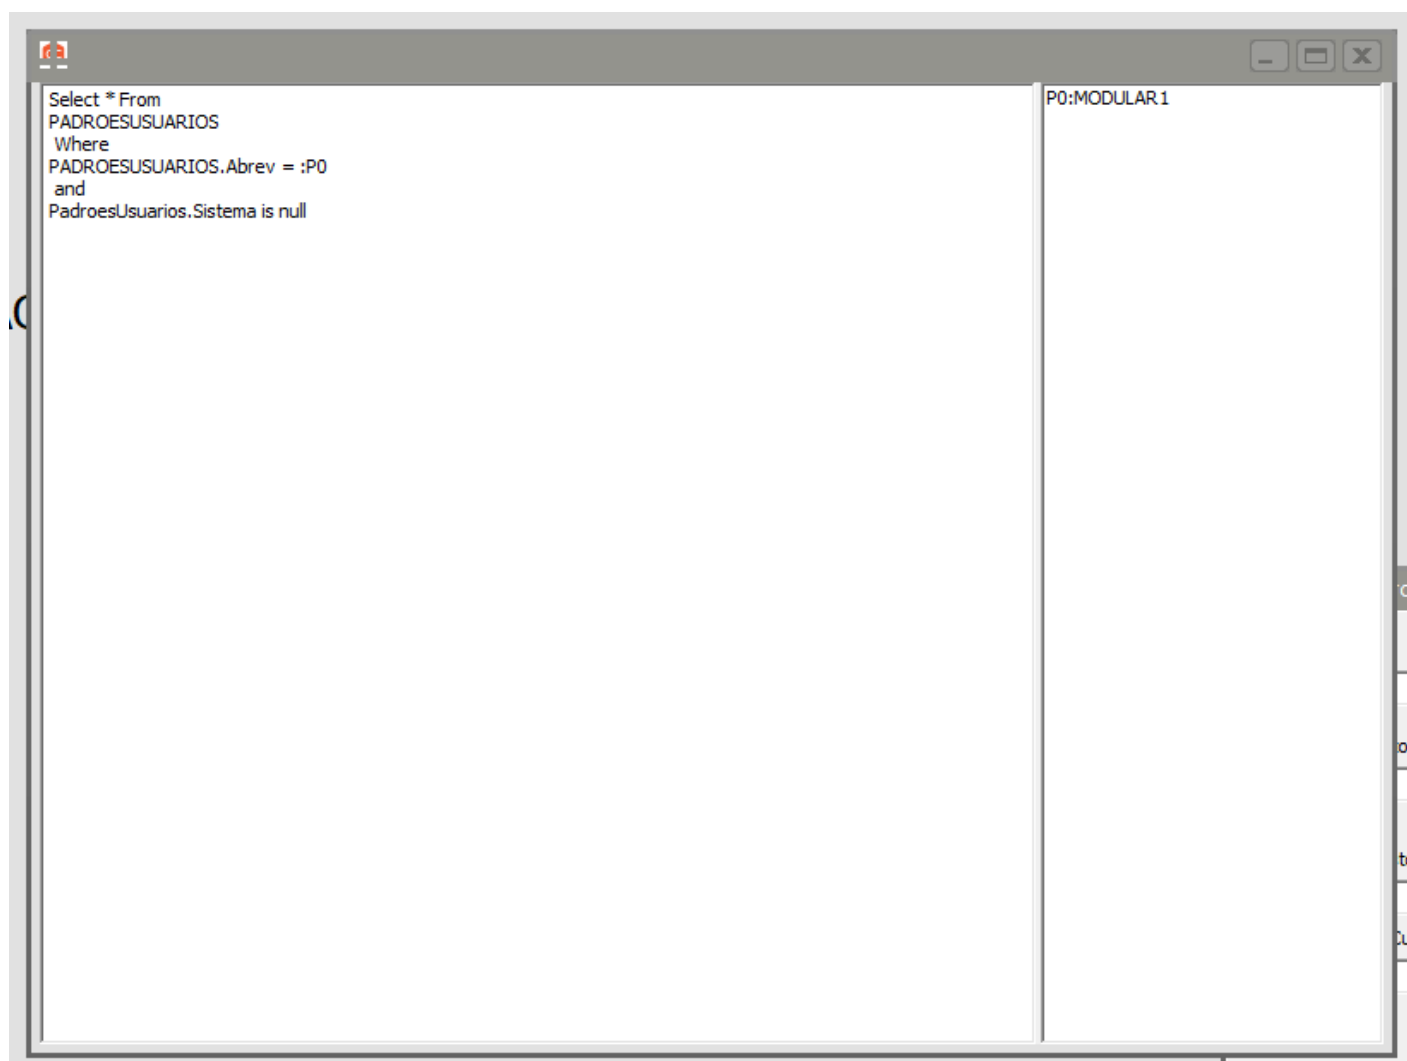 Select * From
PADROESUSUARIOS
Where
PADROESUSUARIOS.Abrev = :P0
and
PadroesUsuarios.Sistema is null
P0:MODULAR1